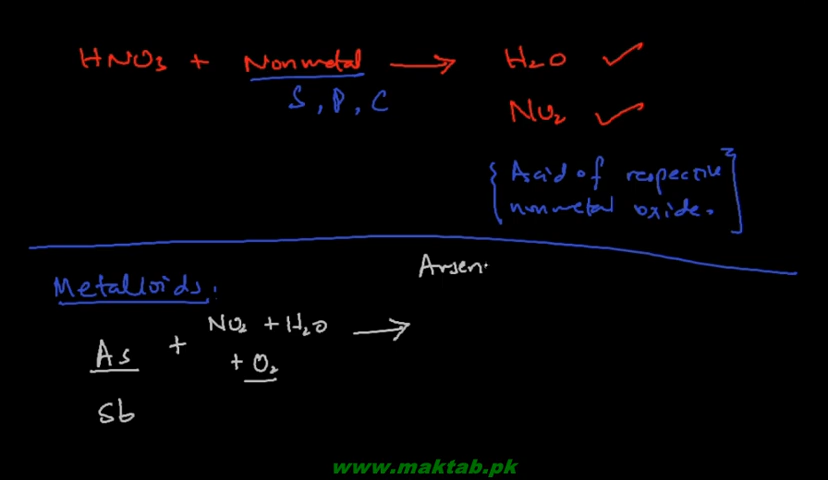 HNO3 + Nonmetal → H2O ✓
S, P, C
NO2 ✓
{Acid of respective
nonmetal oxide.}
Metalloids:
Arsen
NO2 + H2O →
As +
+ O2
Sb
www.maktab.pk